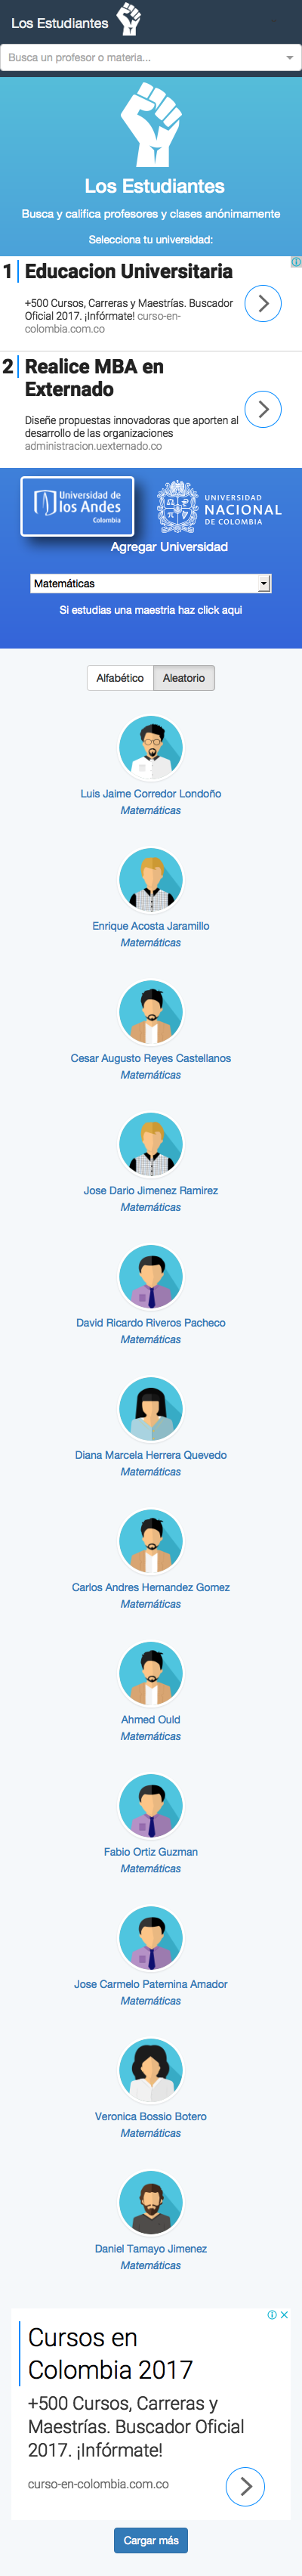 Los Estudiantes
Busca un profesor o materia...
Los Estudiantes
Busca y califica profesores y clases anónimamente
Selecciona tu universidad:
1 Educacion Universitaria
+500 Cursos, Carreras y Maestrías. Buscador
Oficial 2017. ¡Infórmate! curso-en-
colombia.com.co
2 Realice MBA en
Externado
Diseñe propuestas innovadoras que aporten al
desarrollo de las organizaciones
administracion.uexternado.co
Universidad de
los Andes
Colombia
UNIVERSIDAD
NACIONAL
DE COLOMBIA
Agregar Universidad
Matemáticas
Si estudias una maestria haz click aqui
Alfabético Aleatorio
Luis Jaime Corredor Londoño
Matemáticas
Enrique Acosta Jaramillo
Matemáticas
Cesar Augusto Reyes Castellanos
Matemáticas
Jose Dario Jimenez Ramirez
Matemáticas
David Ricardo Riveros Pacheco
Matemáticas
Diana Marcela Herrera Quevedo
Matemáticas
Carlos Andres Hernandez Gomez
Matemáticas
Ahmed Ould
Matemáticas
Fabio Ortiz Guzman
Matemáticas
Jose Carmelo Paternina Amador
Matemáticas
Veronica Bossio Botero
Matemáticas
Daniel Tamayo Jimenez
Matemáticas
Cursos en
Colombia 2017
+500 Cursos, Carreras y
Maestrías. Buscador Oficial
2017. ¡Infórmate!
curso-en-colombia.com.co
Cargar más